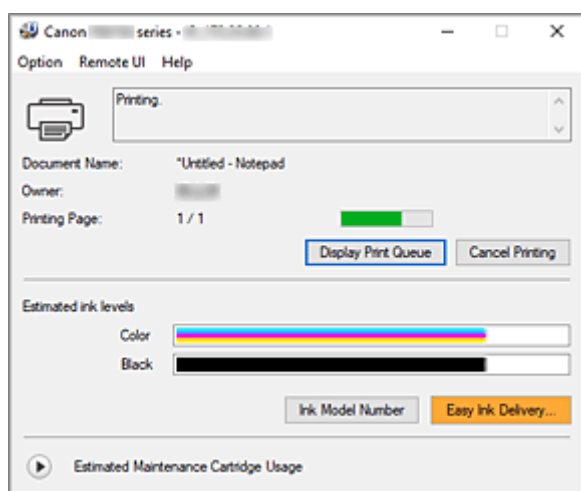 Canon series -
Option Remote UI Help
Printing.
Document Name: "Untitled - Notepad
Owner:
Printing Page: 1 / 1
Display Print Queue Cancel Printing
Estimated ink levels
Color
Black
Ink Model Number Easy Ink Delivery...
Estimated Maintenance Cartridge Usage